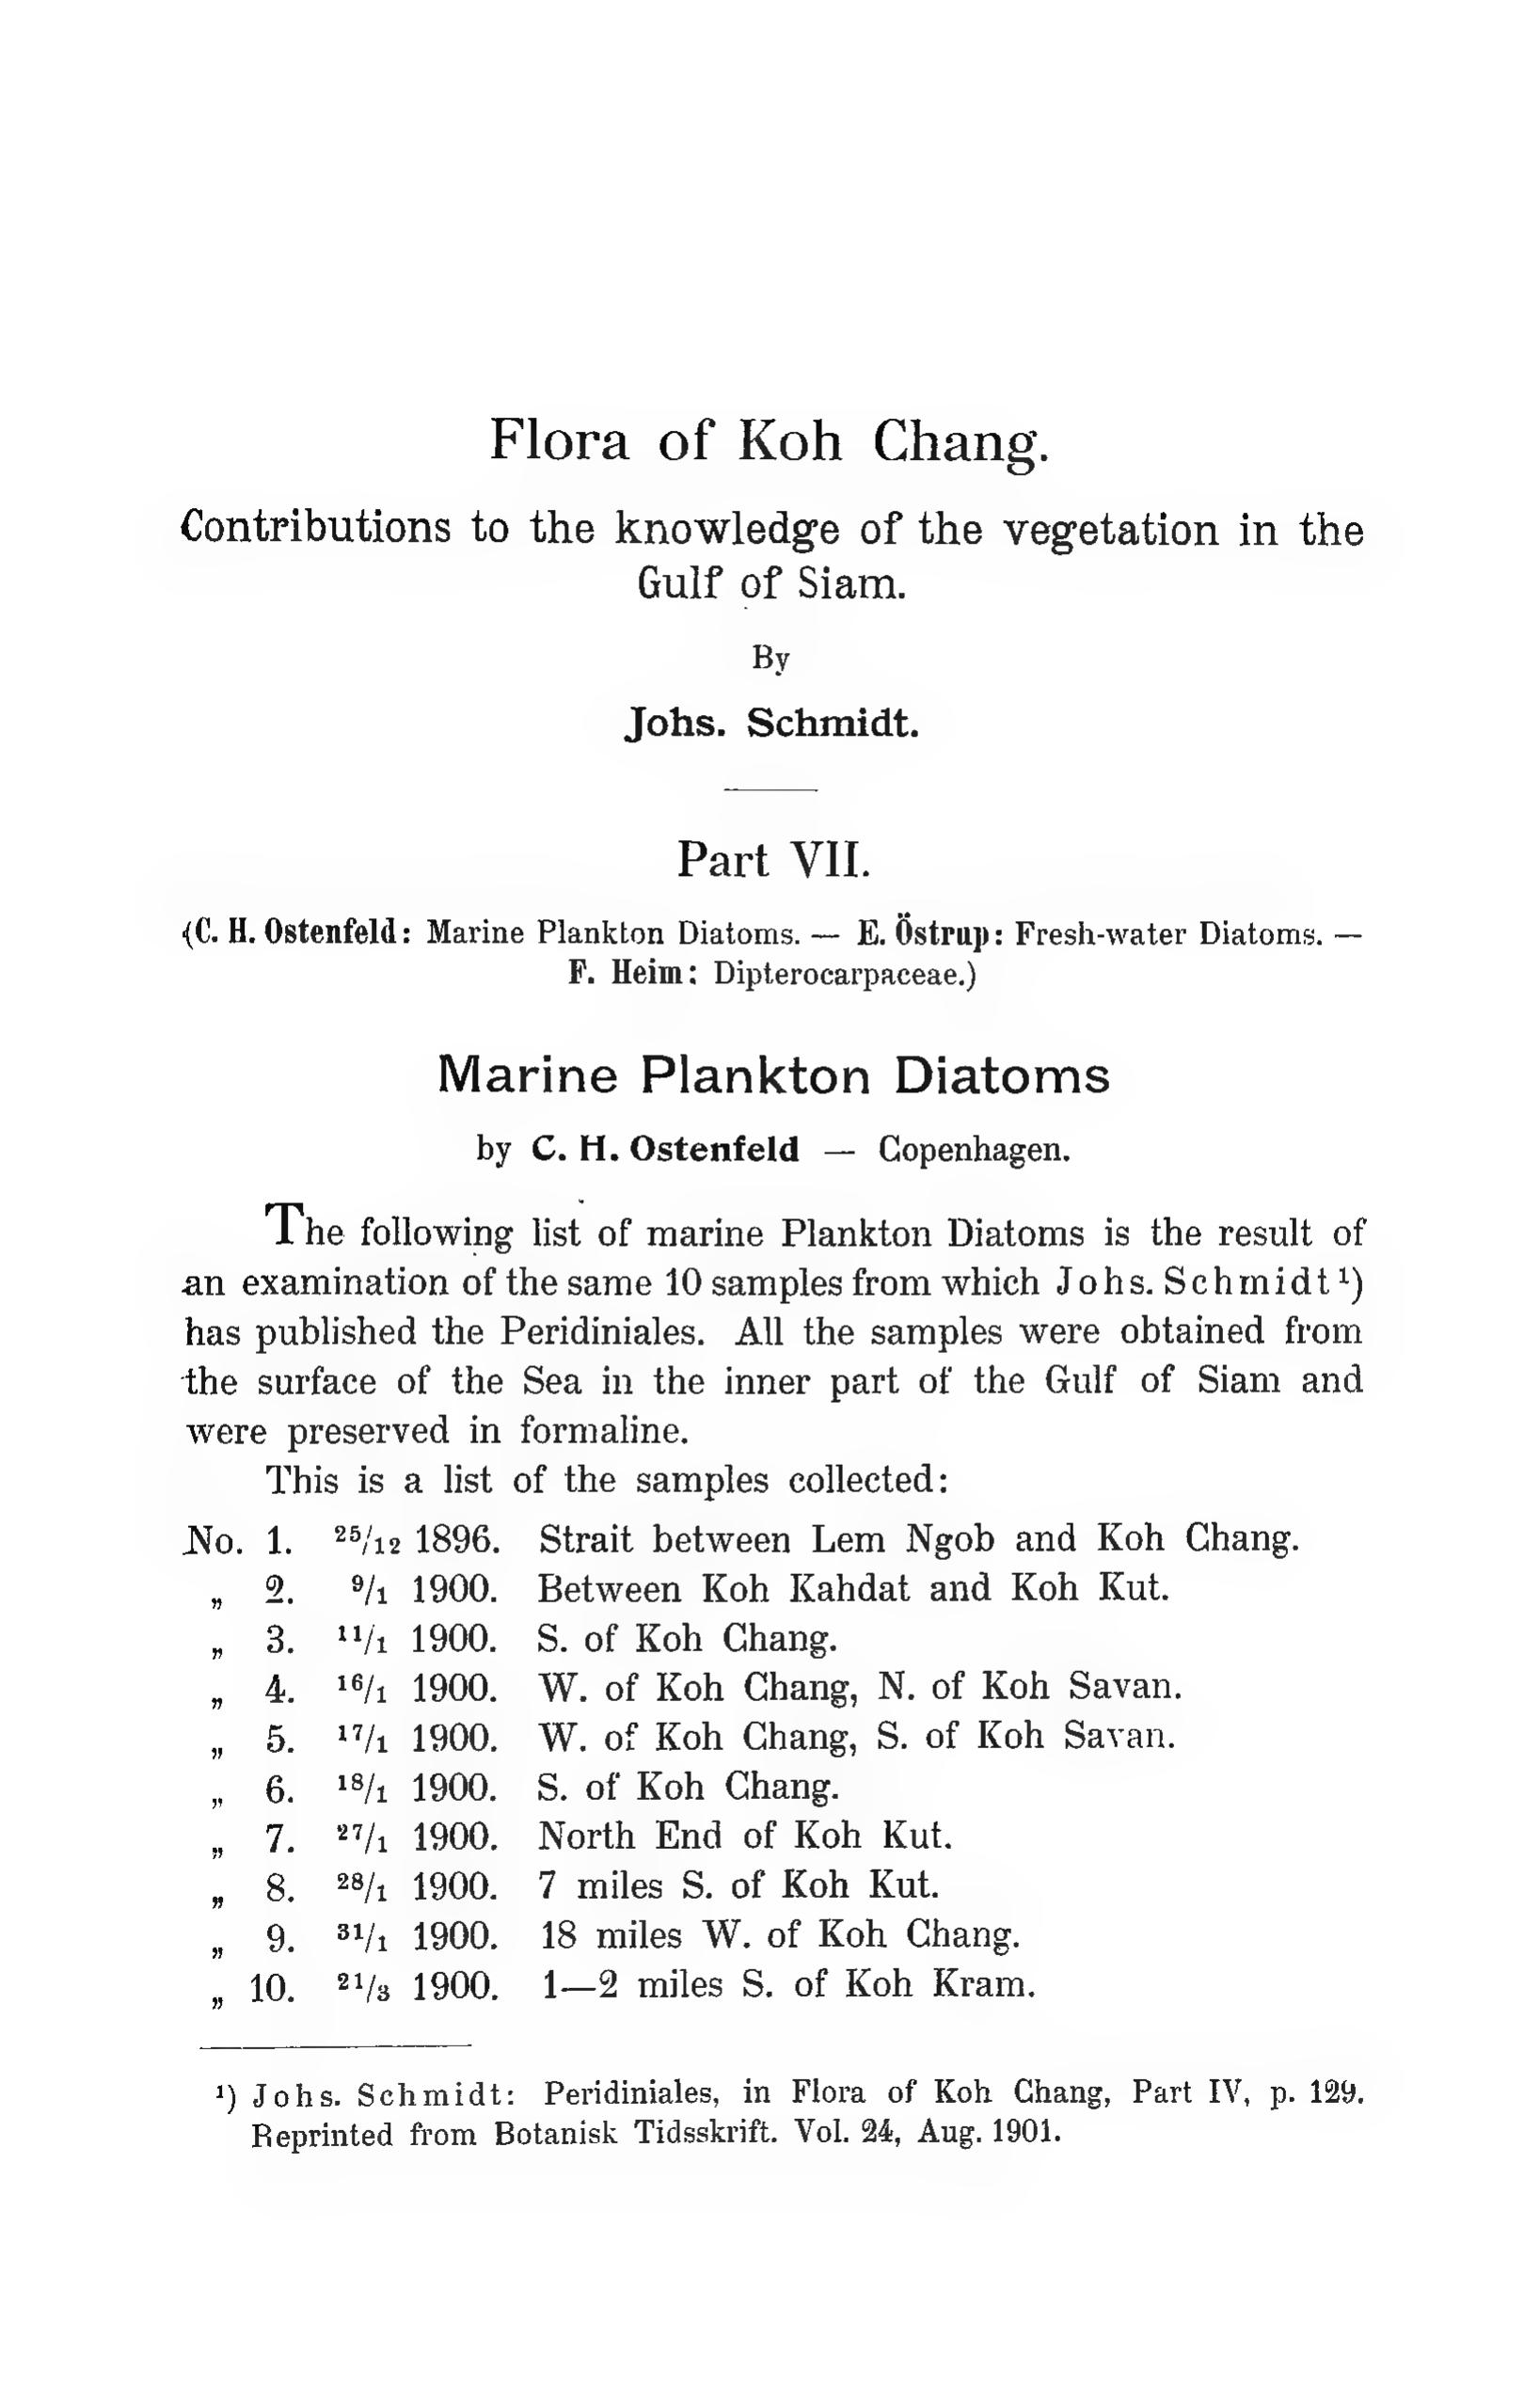 Flora of Koh Chang.
Contributions to the knowledge of the vegetation in the
Gulf of Siam.
By
Johs. Schmidt.
Part VII.
(C. H. Ostenfeld: Marine Plankton Diatoms. — E. Östrup: Fresh-water Diatoms. —
F. Heim: Dipterocarpaceae.)
Marine Plankton Diatoms
by C. H. Ostenfeld — Copenhagen.
The following list of marine Plankton Diatoms is the result of
an examination of the same 10 samples from which Johs. Schmidt¹)
has published the Peridiniales. All the samples were obtained from
the surface of the Sea in the inner part of the Gulf of Siam and
were preserved in formaline.
This is a list of the samples collected:
No. 1. ²⁵/₁₂ 1896. Strait between Lem Ngob and Koh Chang.
„ 2. ⁹/₁ 1900. Between Koh Kahdat and Koh Kut.
„ 3. ¹¹/₁ 1900. S. of Koh Chang.
„ 4. ¹⁶/₁ 1900. W. of Koh Chang, N. of Koh Savan.
„ 5. ¹⁷/₁ 1900. W. of Koh Chang, S. of Koh Savan.
„ 6. ¹⁸/₁ 1900. S. of Koh Chang.
„ 7. ²⁷/₁ 1900. North End of Koh Kut.
„ 8. ²⁸/₁ 1900. 7 miles S. of Koh Kut.
„ 9. ³¹/₁ 1900. 18 miles W. of Koh Chang.
„ 10. ²¹/₃ 1900. 1—2 miles S. of Koh Kram.
¹) Johs. Schmidt: Peridiniales, in Flora of Koh Chang, Part IV, p. 129.
Reprinted from Botanisk Tidsskrift. Vol. 24, Aug. 1901.